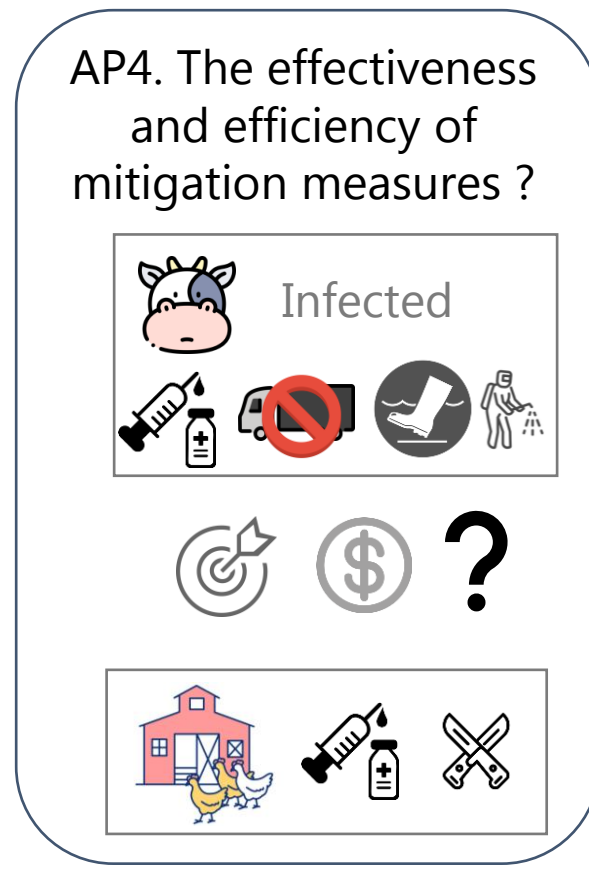 AP4. The effectiveness
and efficiency of
mitigation measures ?
Infected
$ ?